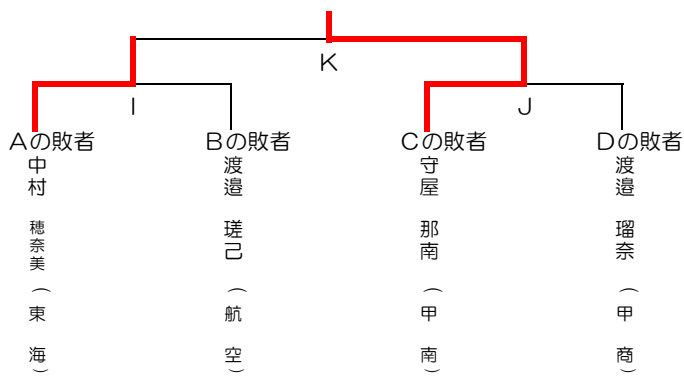 K
I
J
Aの敗者
Bの敗者
Cの敗者
Dの敗者
中村 穂奈美（東 海）
渡邉 瑳己（航 空）
守屋 那南（甲 南）
渡邉 瑠奈（甲 商）